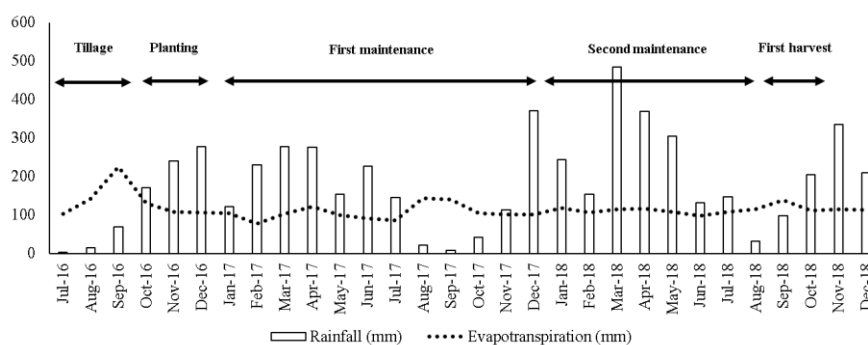 600
500
400
300
200
100
0
Tillage
Planting
First maintenance
Second maintenance
First harvest
Jul-16
Aug-16
Sep-16
Oct-16
Nov-16
Dec-16
Jan-17
Feb-17
Mar-17
Apr-17
May-17
Jun-17
Jul-17
Aug-17
Sep-17
Oct-17
Nov-17
Dec-17
Jan-18
Feb-18
Mar-18
Apr-18
May-18
Jun-18
Jul-18
Aug-18
Sep-18
Oct-18
Nov-18
Dec-18
Rainfall (mm)
Evapotranspiration (mm)